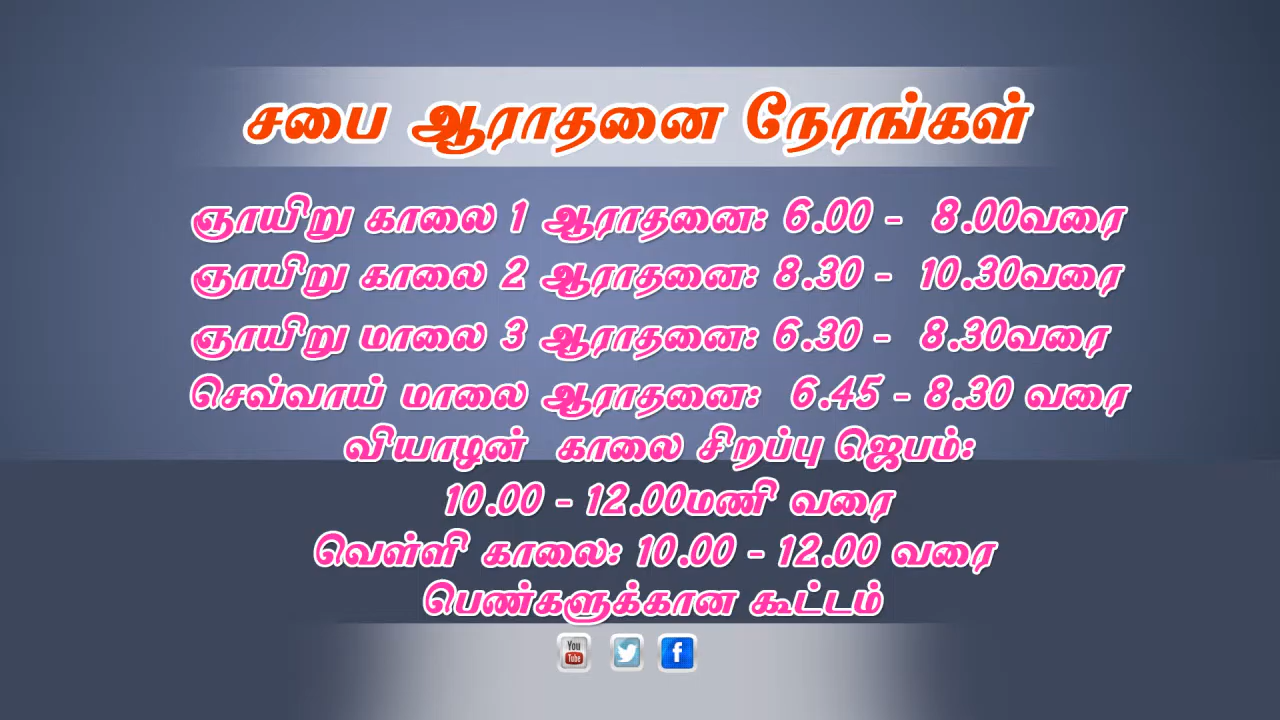 சபை ஆராதனை நேரங்கள்
ஞாயிறு காலை 1 ஆராதனை: 6.00 - 8.00வரை
ஞாயிறு காலை 2 ஆராதனை: 8.30 - 10.30வரை
ஞாயிறு மாலை 3 ஆராதனை: 6.30 - 8.30வரை
செவ்வாய் மாலை ஆராதனை: 6.45 - 8.30 வரை
வியாழன் காலை சிறப்பு ஜெபம்:
10.00 - 12.00மணி வரை
வெள்ளி காலை: 10.00 - 12.00 வரை
பெண்களுக்கான கூட்டம்
You Tube